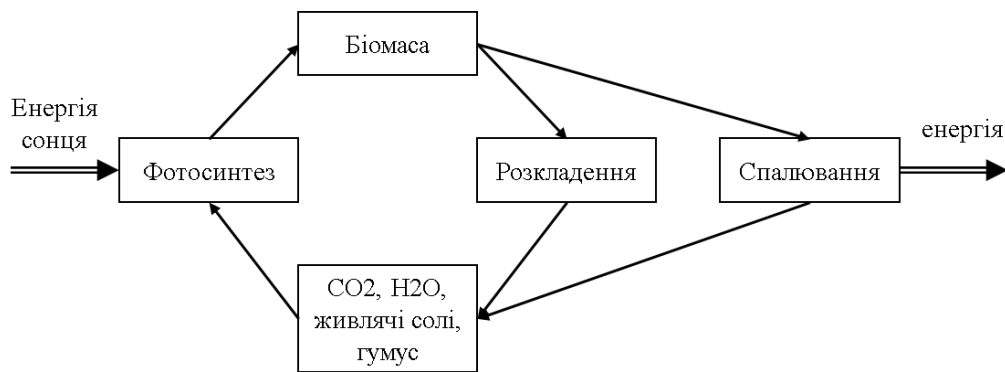 Біомаса
Енергія
сонця
енергія
Фотосинтез
Розкладення
Спалювання
CO2, H2O,
живлячі солі,
гумус